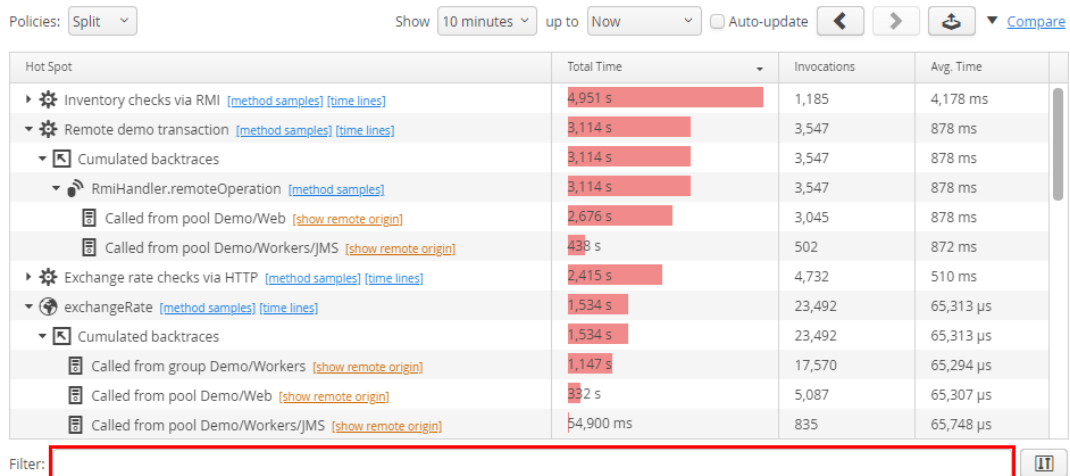 Policies: Split Show 10 minutes up to Now Auto-update Compare
Hot Spot Total Time Invocations Avg. Time
Inventory checks via RMI [method samples] [time lines] 4,951 s 1,185 4,178 ms
Remote demo transaction [method samples] [time lines] 3,114 s 3,547 878 ms
Cumulated backtraces 3,114 s 3,547 878 ms
RmiHandler.remoteOperation [method samples] 3,114 s 3,547 878 ms
Called from pool Demo/Web [show remote origin] 2,676 s 3,045 878 ms
Called from pool Demo/Workers/JMS [show remote origin] 438 s 502 872 ms
Exchange rate checks via HTTP [method samples] [time lines] 2,415 s 4,732 510 ms
exchangeRate [method samples] [time lines] 1,534 s 23,492 65,313 µs
Cumulated backtraces 1,534 s 23,492 65,313 µs
Called from group Demo/Workers [show remote origin] 1,147 s 17,570 65,294 µs
Called from pool Demo/Web [show remote origin] 332 s 5,087 65,307 µs
Called from pool Demo/Workers/JMS [show remote origin] 54,900 ms 835 65,748 µs
Filter: